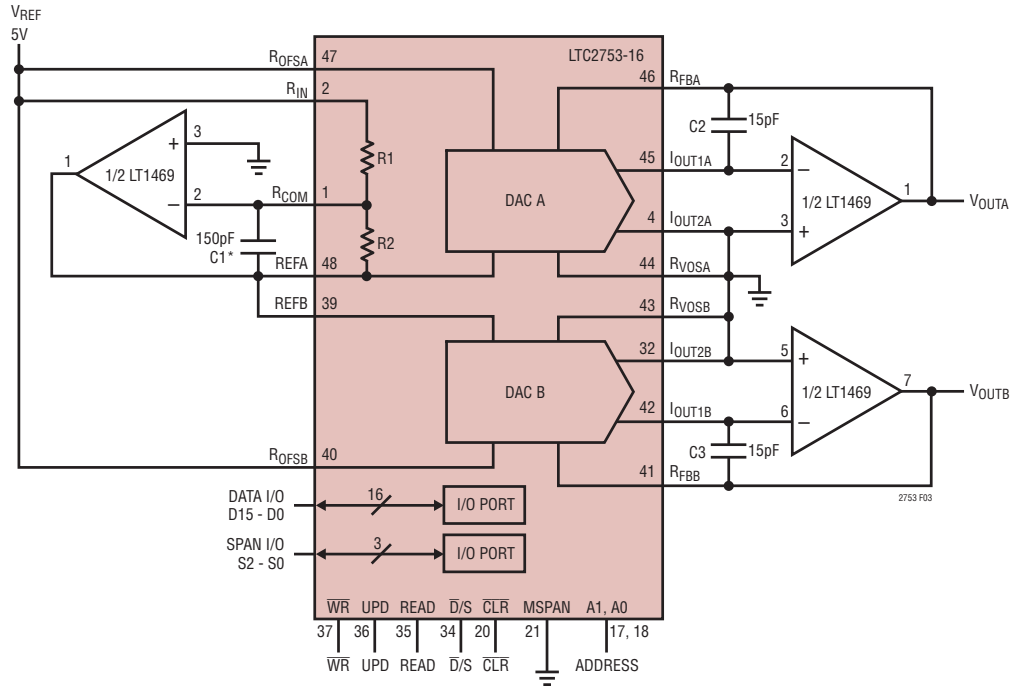 VREF
5V
LTC2753-16
ROFSA 47
RIN 2
46 RFBA
C2 15pF
R1
3
+
1
1/2 LT1469
2
−
RCOM 1
45 IOUT1A
2
−
1/2 LT1469
1
VOUTA
DAC A
4 IOUT2A
3
+
150pF
C1*
R2
REFA 48
44 RVOSA
REFB 39
43 RVOSB
32 IOUT2B
5
+
1/2 LT1469
7
VOUTB
DAC B
42 IOUT1B
6
−
C3 15pF
ROFSB 40
41 RFBB
2753 F03
DATA I/O
D15 - D0
16
I/O PORT
SPAN I/O
S2 - S0
3
I/O PORT
W̅R̅ UPD READ D̅/S C̅L̅R̅ MSPAN A1, A0
37 36 35 34 20 21 17, 18
W̅R̅ UPD READ D̅/S C̅L̅R̅ ADDRESS